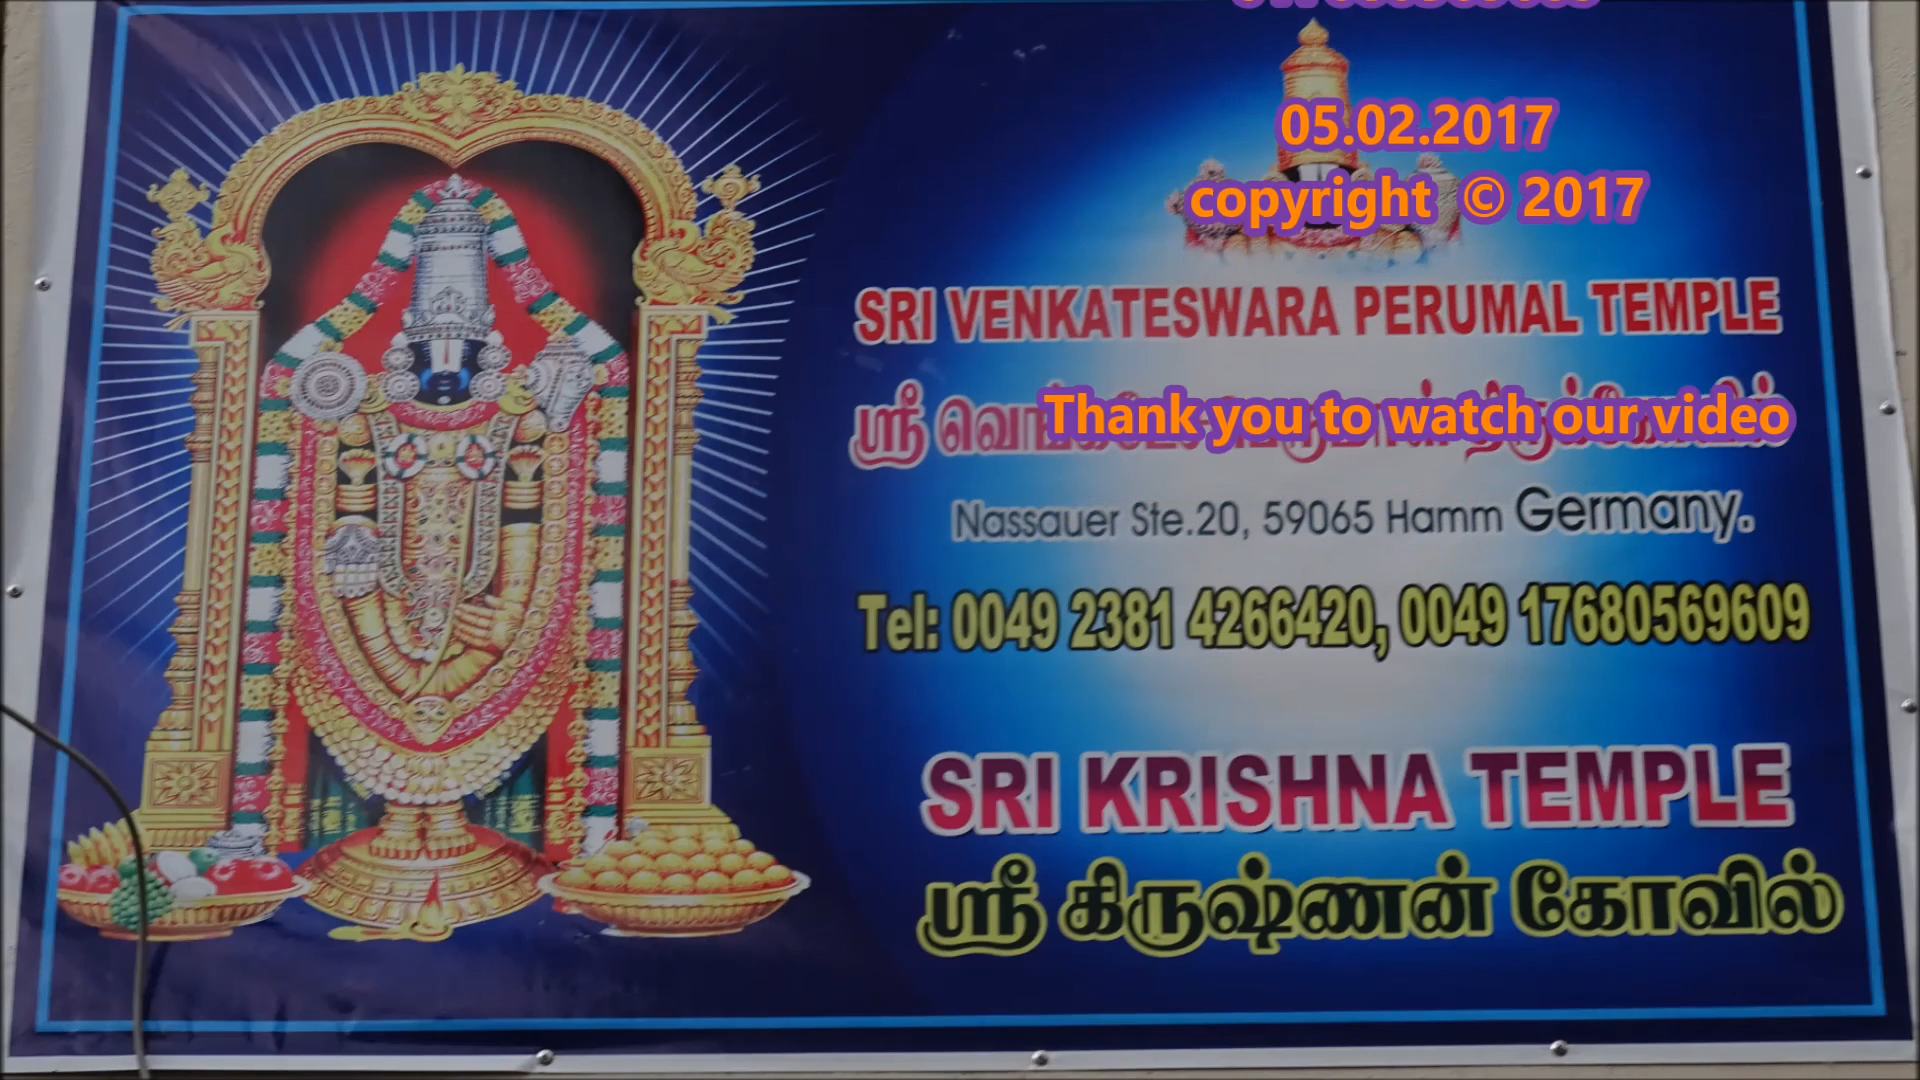 05.02.2017
copyright © 2017
SRI VENKATESWARA PERUMAL TEMPLE
ஸ்ரீ
Thank you to watch our video
Nassauer Ste.20, 59065 Hamm Germany.
Tel: 0049 2381 4266420, 0049 17680569609
SRI KRISHNA TEMPLE
ஸ்ரீ கிருஷ்ணன் கோவில்